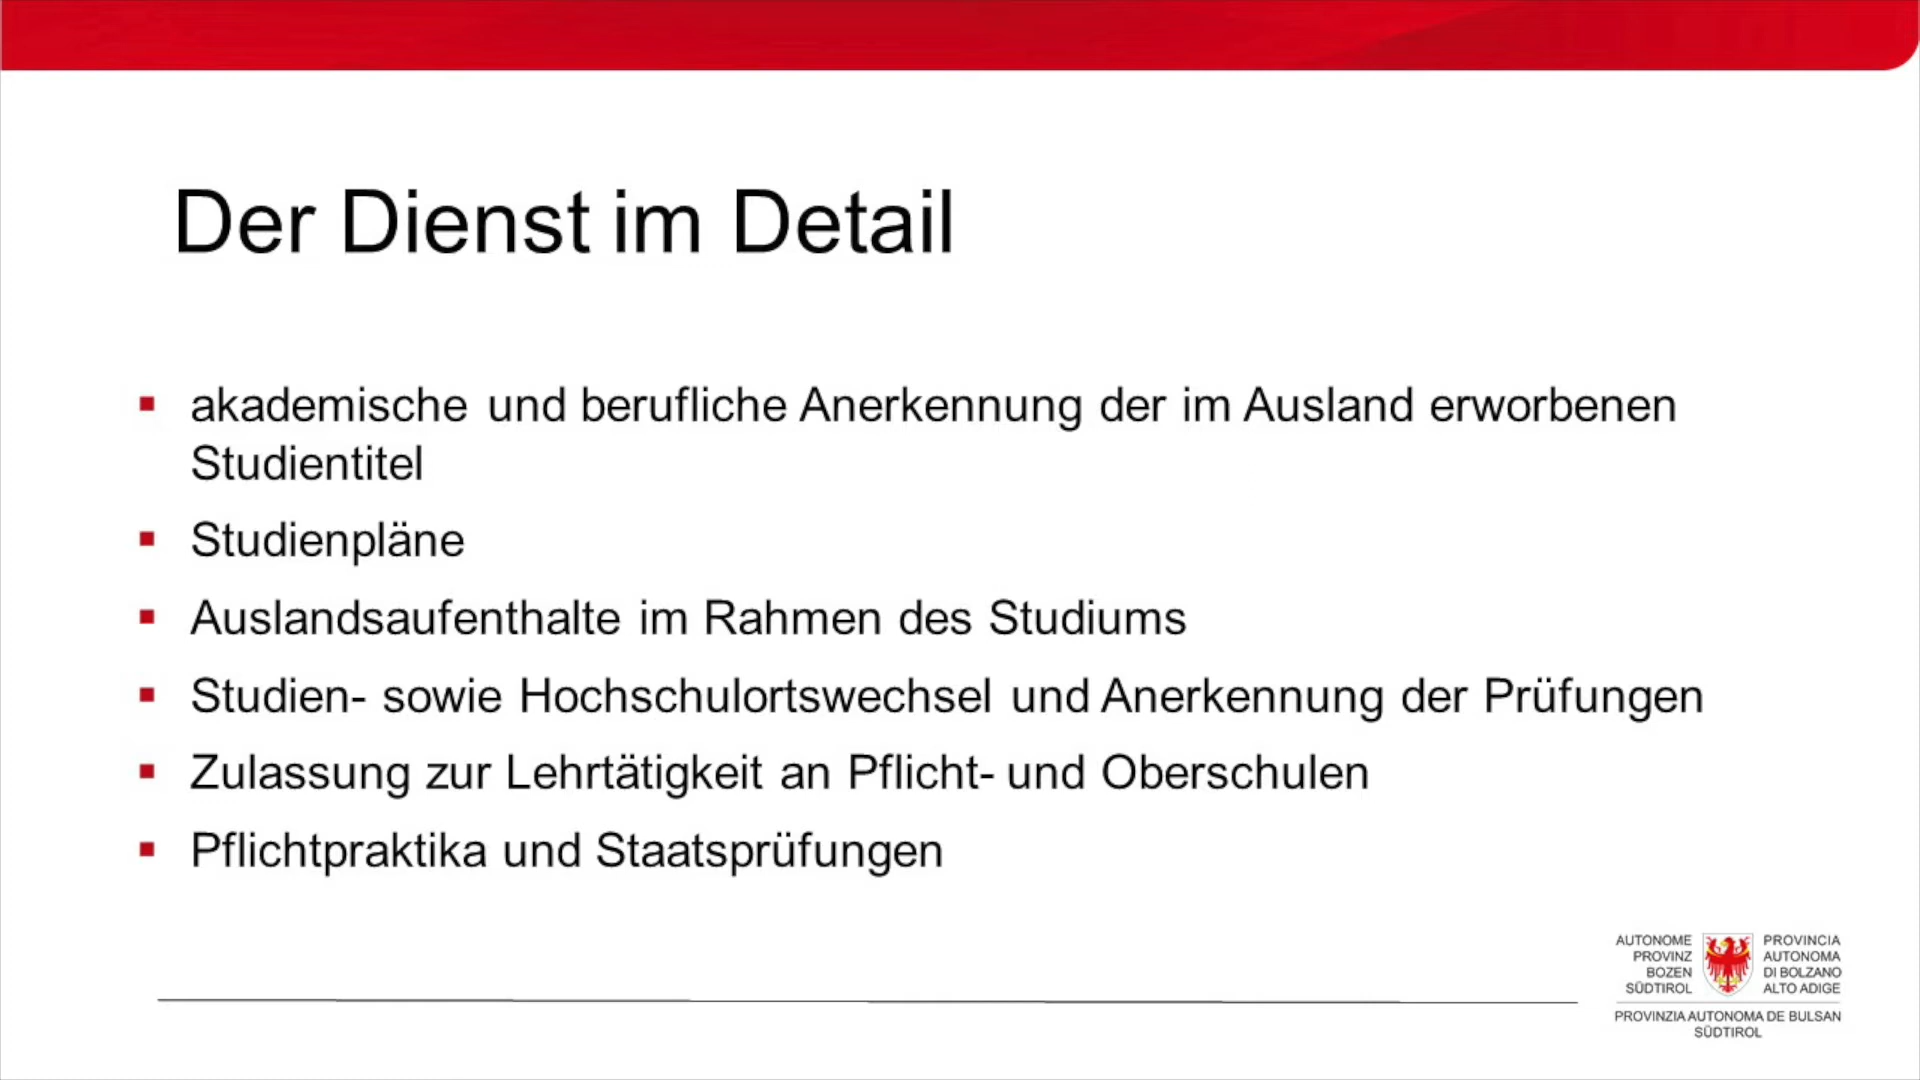 Der Dienst im Detail
akademische und berufliche Anerkennung der im Ausland erworbenen
Studientitel
Studienpläne
Auslandsaufenthalte im Rahmen des Studiums
Studien- sowie Hochschulortswechsel und Anerkennung der Prüfungen
Zulassung zur Lehrtätigkeit an Pflicht- und Oberschulen
Pflichtpraktika und Staatsprüfungen
AUTONOME
PROVINZ
BOZEN
SÜDTIROL
PROVINCIA
AUTONOMA
DI BOLZANO
ALTO ADIGE
PROVINZIA AUTONOMA DE BULSAN
SÜDTIROL